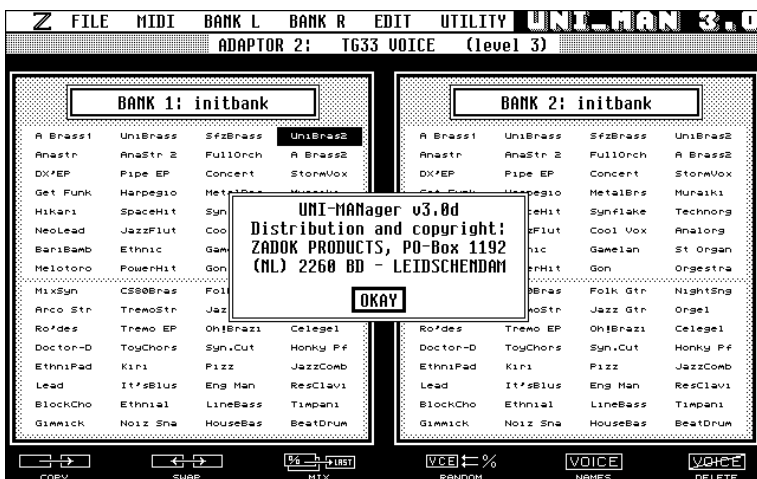 Z FILE MIDI BANK L BANK R EDIT UTILITY UNI-MAN 3.0
ADAPTOR 2: TG33 VOICE (level 3)
BANK 1: initbank BANK 2: initbank
A Brass1 UniBrass SfzBrass UniBras2 A Brass1 UniBrass SfzBrass UniBras2
Anastr AnaStr 2 FullOrch A Brass2 Anastr AnaStr 2 FullOrch A Brass2
DX'EP Pipe EP Concert StormVox DX'EP Pipe EP Concert StormVox
Get Funk Harpegio MetalBrs Muraiki
Hikari SpaceHit Synflake Technorg
NeoLead JazzFlut Cool Vox Analorg
BariBamb Ethnic Gamelan St Organ
Melotoro PowerHit Gon Orgestra
UNI-MANager v3.0d
Distribution and copyright:
ZADOK PRODUCTS, PO-Box 1192
(NL) 2260 BD - LEIDSCHENDAM
OKAY
MixSyn CS80Bras Folk Gtr NightSng
Arco Str TremoStr Jazz Gtr Orgel
Ro'des Tremo EP Oh!Brazi Celegel Ro'des Tremo EP Oh!Brazi Celegel
Doctor-D ToyChors Syn.Cut Honky Pf Doctor-D ToyChors Syn.Cut Honky Pf
EthniPad Kiri Pizz JazzComb EthniPad Kiri Pizz JazzComb
Lead It'sBlus Eng Man ResClavi Lead It'sBlus Eng Man ResClavi
BlockCho Ethnial LineBass Timpani BlockCho Ethnial LineBass Timpani
Gimmick Noiz Sna HouseBas BeatDrum Gimmick Noiz Sna HouseBas BeatDrum
% LAST VCE % VOICE VOICE
COPY SWAP MIX RANDOM NAMES DELETE